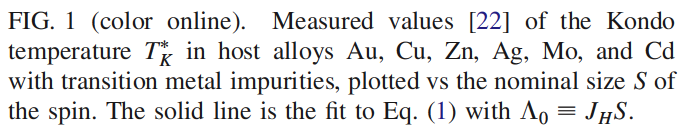 FIG. 1 (color online). Measured values [22] of the Kondo
temperature T*K in host alloys Au, Cu, Zn, Ag, Mo, and Cd
with transition metal impurities, plotted vs the nominal size S of
the spin. The solid line is the fit to Eq. (1) with Λ0 ≡ JHS.